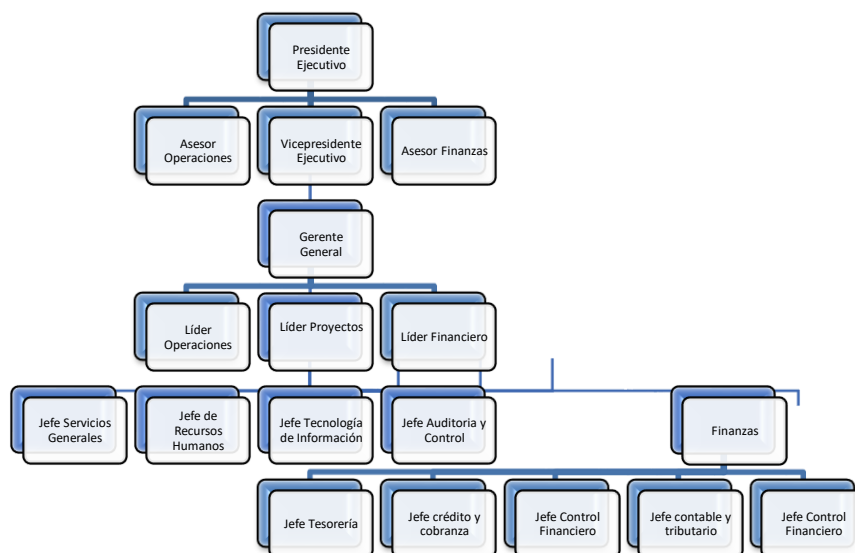 Presidente
Ejecutivo
Asesor
Operaciones
Vicepresidente
Ejecutivo
Asesor Finanzas
Gerente
General
Líder
Operaciones
Líder Proyectos
Líder Financiero
Jefe Servicios
Generales
Jefe de
Recursos
Humanos
Jefe Tecnología
de Información
Jefe Auditoria y
Control
Finanzas
Jefe Tesorería
Jefe crédito y
cobranza
Jefe Control
Financiero
Jefe contable y
tributario
Jefe Control
Financiero